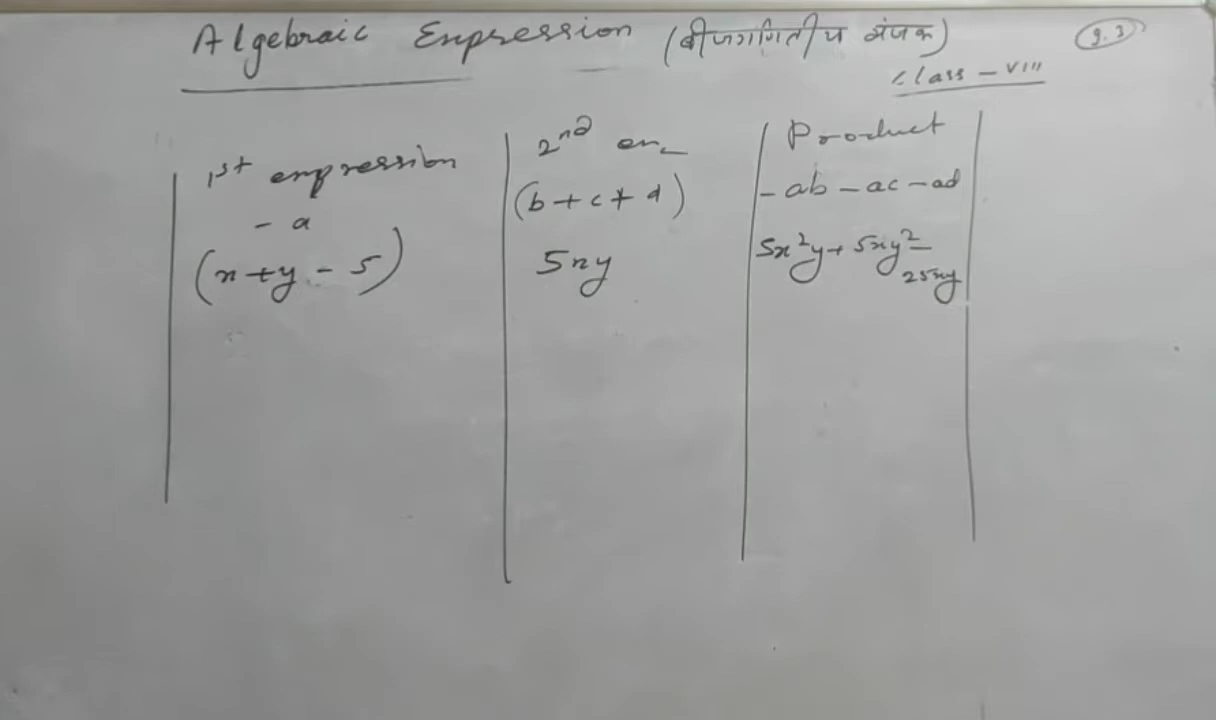 Algebraic Expression (बीजगणितीय व्यंजक) 9.3
Class - VIII
1st expression 2nd ex. Product
- a (b + c + d) - ab - ac - ad
(x + y - 5) 5xy 5x²y + 5xy² -
25xy